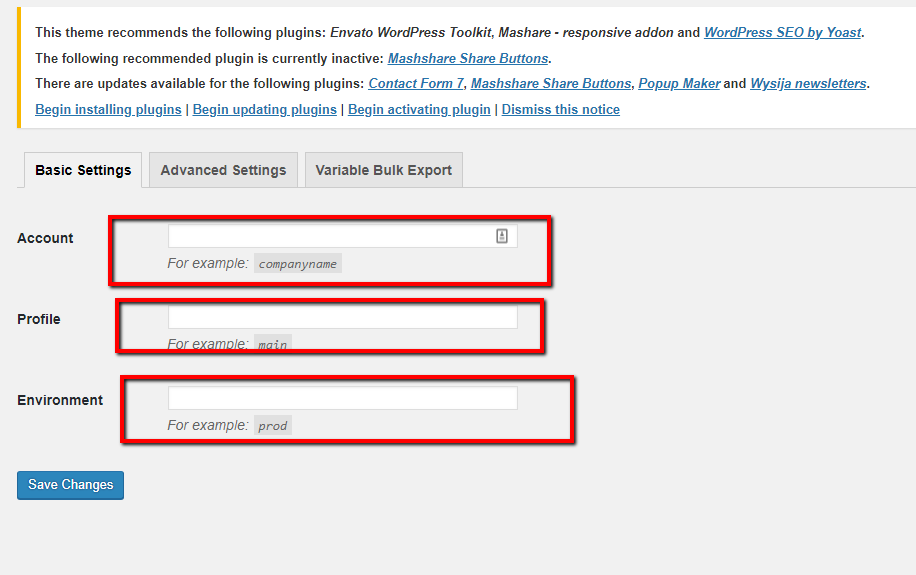 This theme recommends the following plugins: Envato WordPress Toolkit, Mashare - responsive addon and WordPress SEO by Yoast.
The following recommended plugin is currently inactive: Mashshare Share Buttons.
There are updates available for the following plugins: Contact Form 7, Mashshare Share Buttons, Popup Maker and Wysija newsletters.
Begin installing plugins | Begin updating plugins | Begin activating plugin | Dismiss this notice
Basic Settings Advanced Settings Variable Bulk Export
Account
For example: companyname
Profile
For example: main
Environment
For example: prod
Save Changes